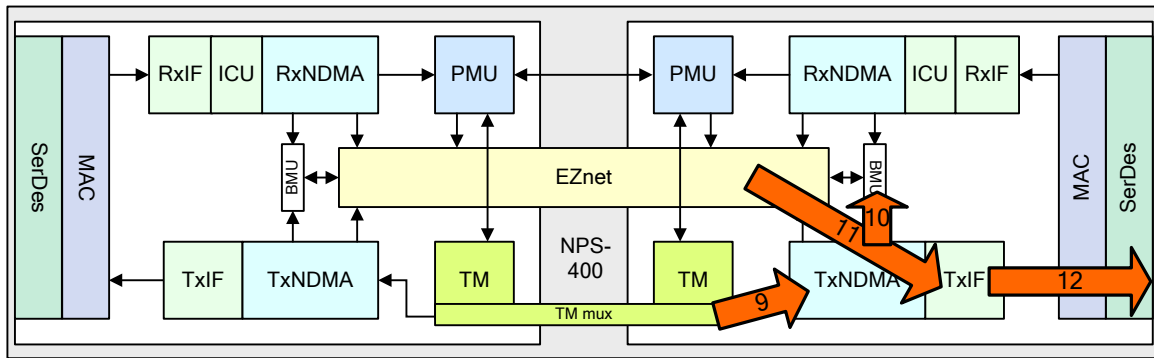 RxIF ICU RxNDMA PMU PMU RxNDMA ICU RxIF
SerDes MAC BMU EZnet BMU MAC SerDes
10
11
NPS-
400
TxIF TxNDMA TM TM TxNDMA TxIF
9 12
TM mux